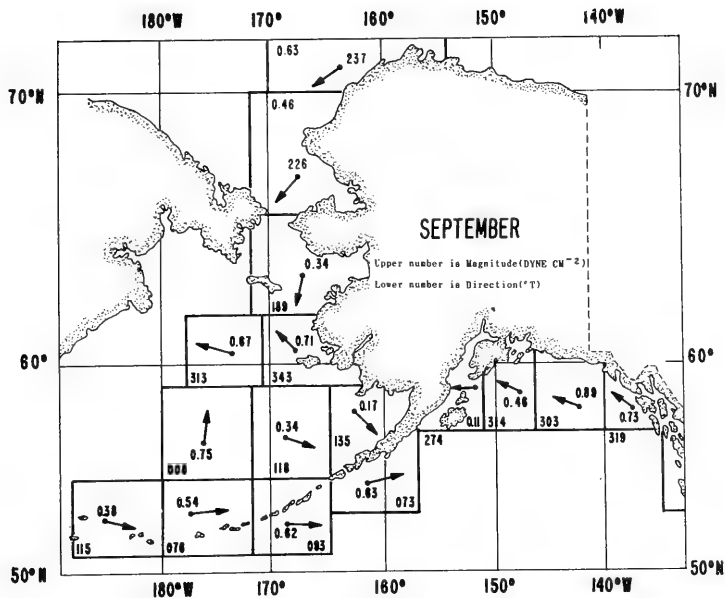 180°W 170°W 160°W 150°W 140°W
0.63
237
70°N 70°N
0.46
226
SEPTEMBER
Upper number is Magnitude(DYNE CM⁻²)
Lower number is Direction(°T)
0.34
189
0.67 0.71
60°N 60°N
313 343
0.17 0.11 0.46 0.89 0.73
0.75 0.34 135 274 314 303 319
008 118
0.63 073
0.38 0.54 0.62
115 076 093
50°N 50°N
180°W 170°W 160°W 150°W 140°W